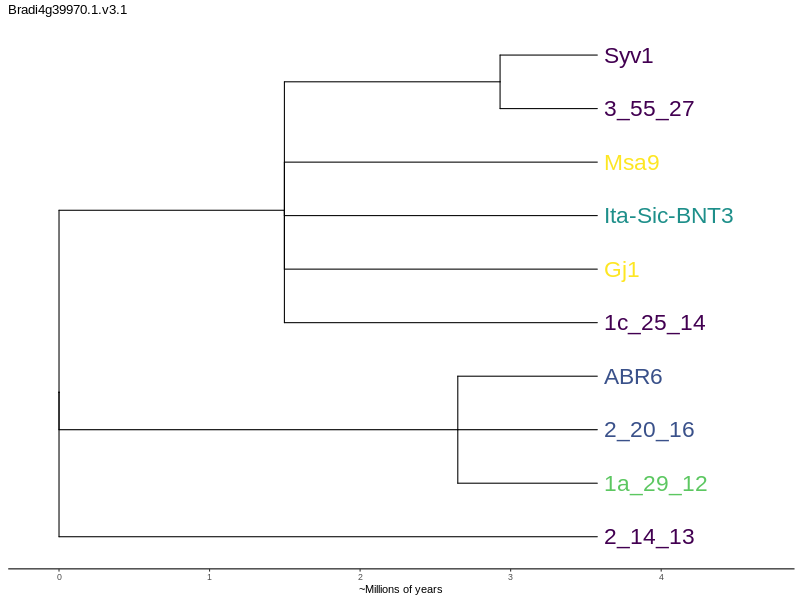 Bradi4g39970.1.v3.1
Syv1
3_55_27
Msa9
Ita-Sic-BNT3
Gj1
1c_25_14
ABR6
2_20_16
1a_29_12
2_14_13
0 1 2 3 4
~Millions of years